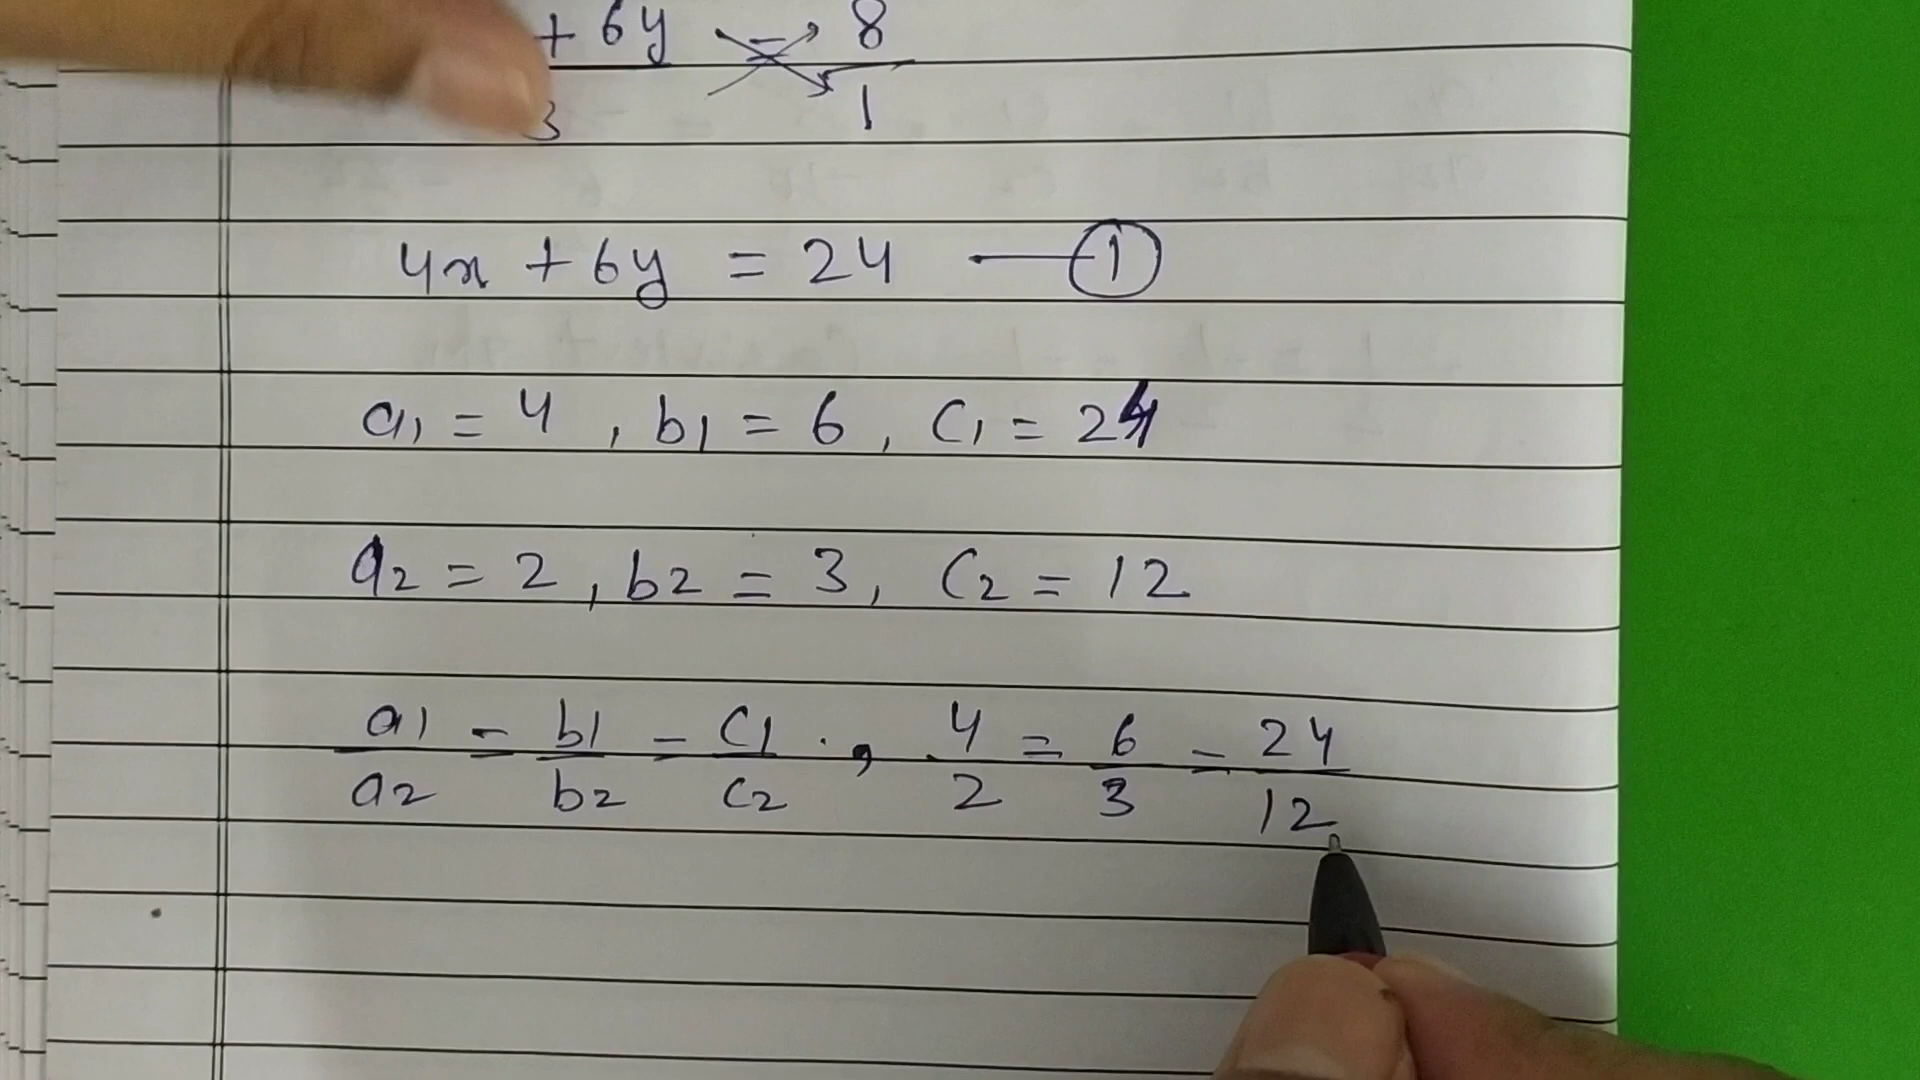 + 6y = 8
3 1
4x + 6y = 24 — 1
a1 = 4 , b1 = 6 , C1 = 24
a2 = 2 , b2 = 3 , C2 = 12
a1/a2 = b1/b2 = C1/C2 . , 4/2 = 6/3 = 24/12